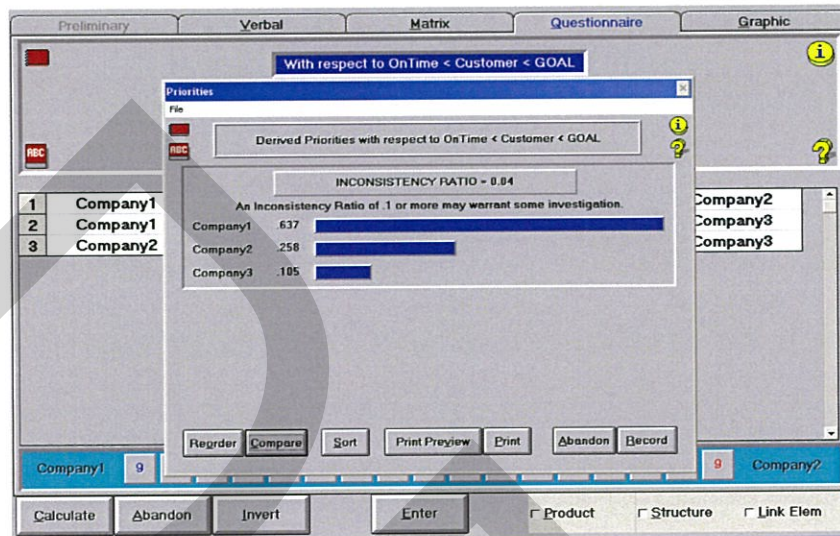 Preliminary Verbal Matrix Questionnaire Graphic
With respect to OnTime < Customer < GOAL
Priorities
File
ABC
ABC
Derived Priorities with respect to OnTime < Customer < GOAL
INCONSISTENCY RATIO = 0.04
An Inconsistency Ratio of .1 or more may warrant some investigation.
Company1 .637
Company2 .258
Company3 .105
1 Company1 Company2
2 Company1 Company3
3 Company2 Company3
Reorder Compare Sort Print Preview Print Abandon Record
Company1 9 9 Company2
Calculate Abandon Invert Enter Product Structure Link Elem